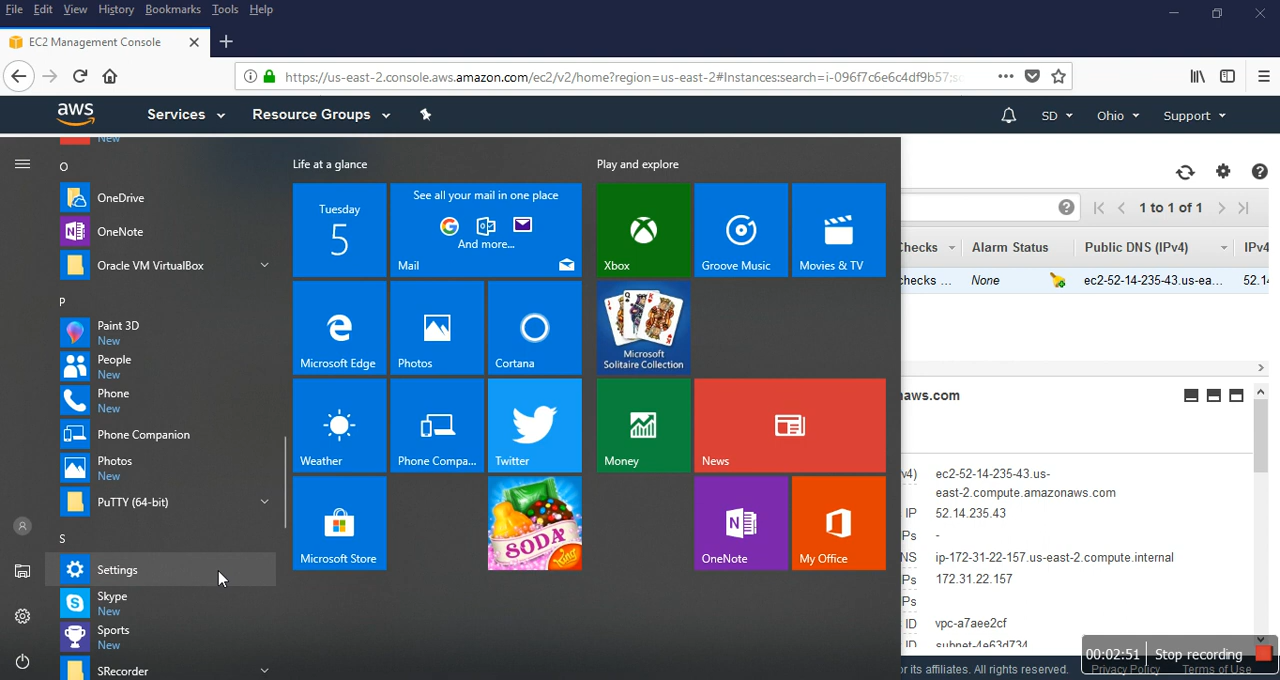 File Edit View History Bookmarks Tools Help
EC2 Management Console
https://us-east-2.console.aws.amazon.com/ec2/v2/home?region=us-east-2#Instances:search=i-096f7c6e6c4df9b57;sc
aws
Services
Resource Groups
SD
Ohio
Support
New
O
OneDrive
OneNote
Oracle VM VirtualBox
P
Paint 3D
New
People
New
Phone
New
Phone Companion
Photos
New
PuTTY (64-bit)
S
Settings
Skype
New
Sports
New
SRecorder
Life at a glance
Tuesday
5
See all your mail in one place
And more...
Mail
Microsoft Edge
Photos
Cortana
Weather
Phone Compa...
Twitter
Microsoft Store
SODA
King
Play and explore
Xbox
Groove Music
Movies & TV
Microsoft
Solitaire Collection
Money
News
OneNote
My Office
1 to 1 of 1
Checks
Alarm Status
Public DNS (IPv4)
IPv4
checks ...
None
ec2-52-14-235-43.us-ea...
52.14
naws.com
v4)
ec2-52-14-235-43.us-
east-2.compute.amazonaws.com
IP
52.14.235.43
Ps
-
NS
ip-172-31-22-157.us-east-2.compute.internal
Ps
172.31.22.157
Ps
ID
vpc-a7aee2cf
ID
subnet-4e63d734
00:02:51
Stop recording
or its affiliates. All rights reserved.
Privacy Policy
Terms of Use